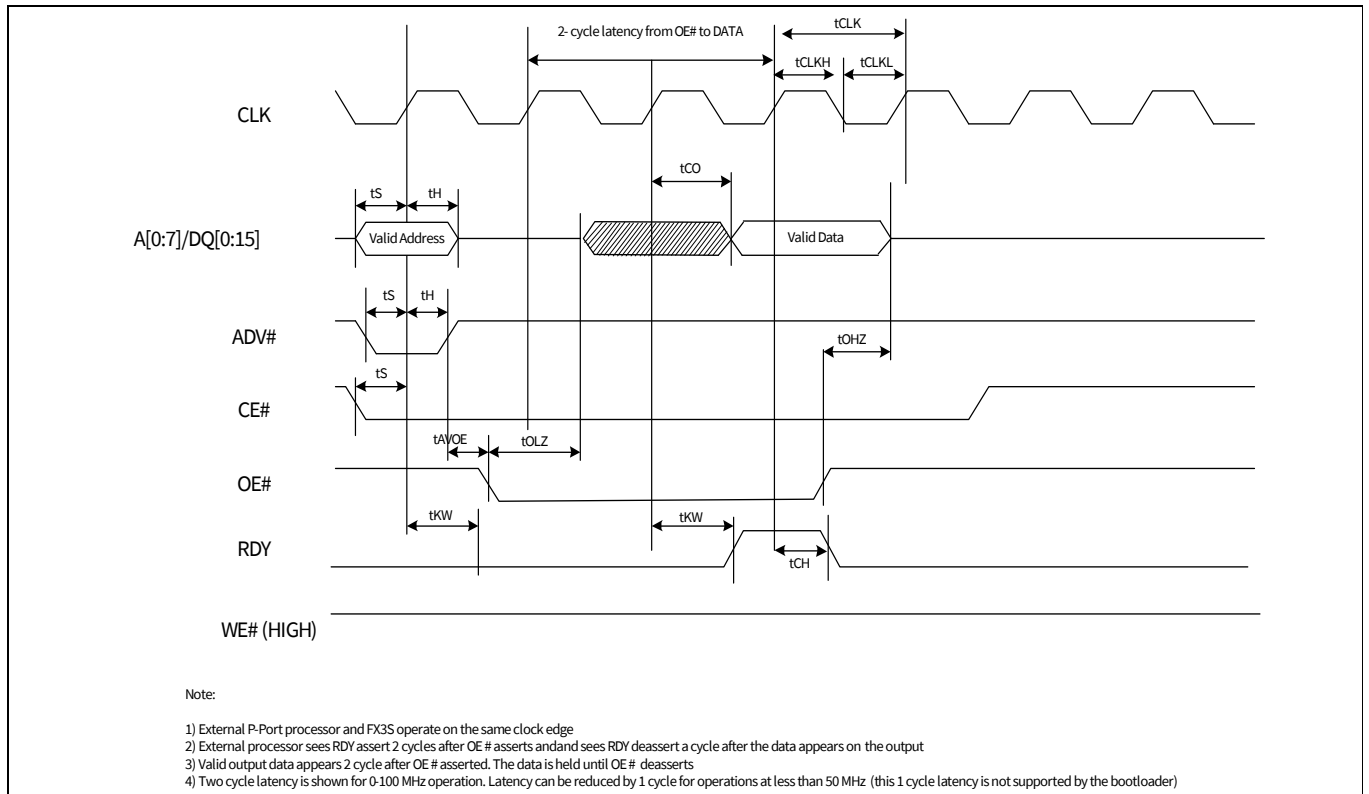 2- cycle latency from OE# to DATA
tCLK
tCLKH
tCLKL
CLK
tCO
tS
tH
A[0:7]/DQ[0:15]
Valid Address
Valid Data
tS
tH
ADV#
tOHZ
tS
CE#
tAVOE
tOLZ
OE#
tKW
tKW
RDY
tCH
WE# (HIGH)
Note:
1) External P-Port processor and FX3S operate on the same clock edge
2) External processor sees RDY assert 2 cycles after OE # asserts andand sees RDY deassert a cycle after the data appears on the output
3) Valid output data appears 2 cycle after OE # asserted. The data is held until OE # deasserts
4) Two cycle latency is shown for 0-100 MHz operation. Latency can be reduced by 1 cycle for operations at less than 50 MHz (this 1 cycle latency is not supported by the bootloader)